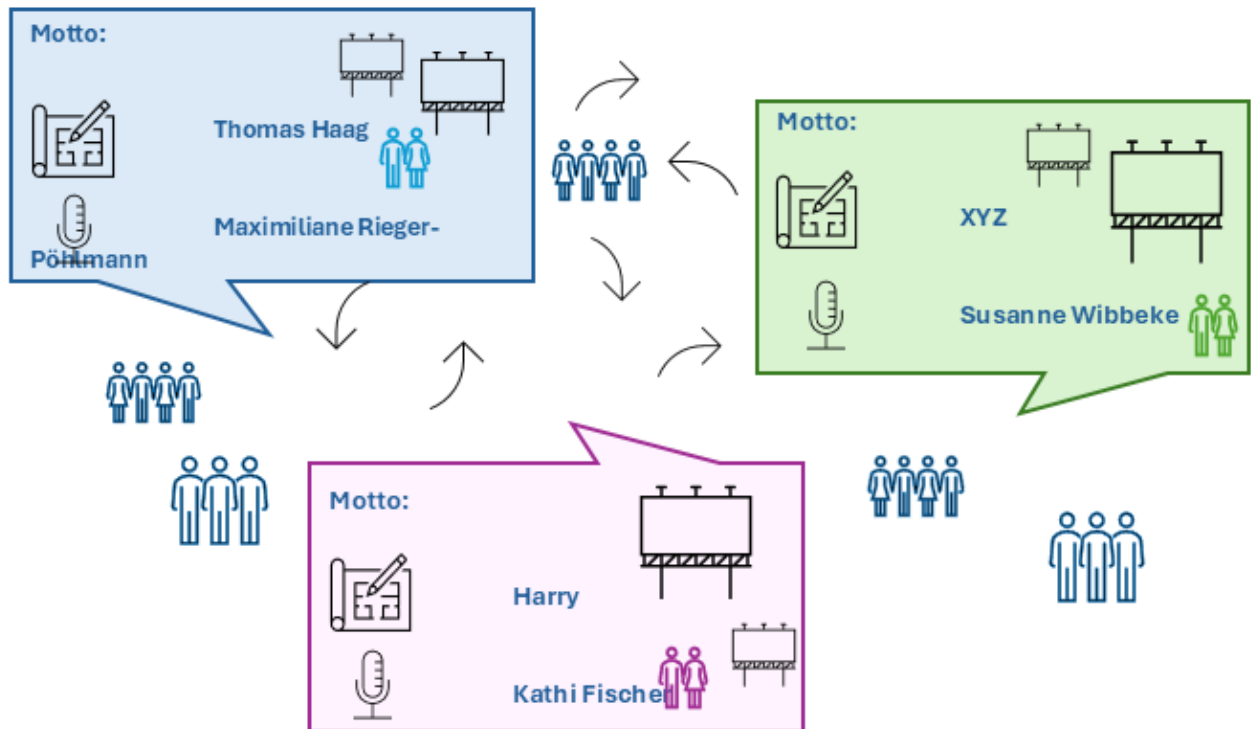 Motto:
Thomas Haag
Maximiliane Rieger-
Pöhlmann
Motto:
XYZ
Susanne Wibbeke
Motto:
Harry
Kathi Fischer